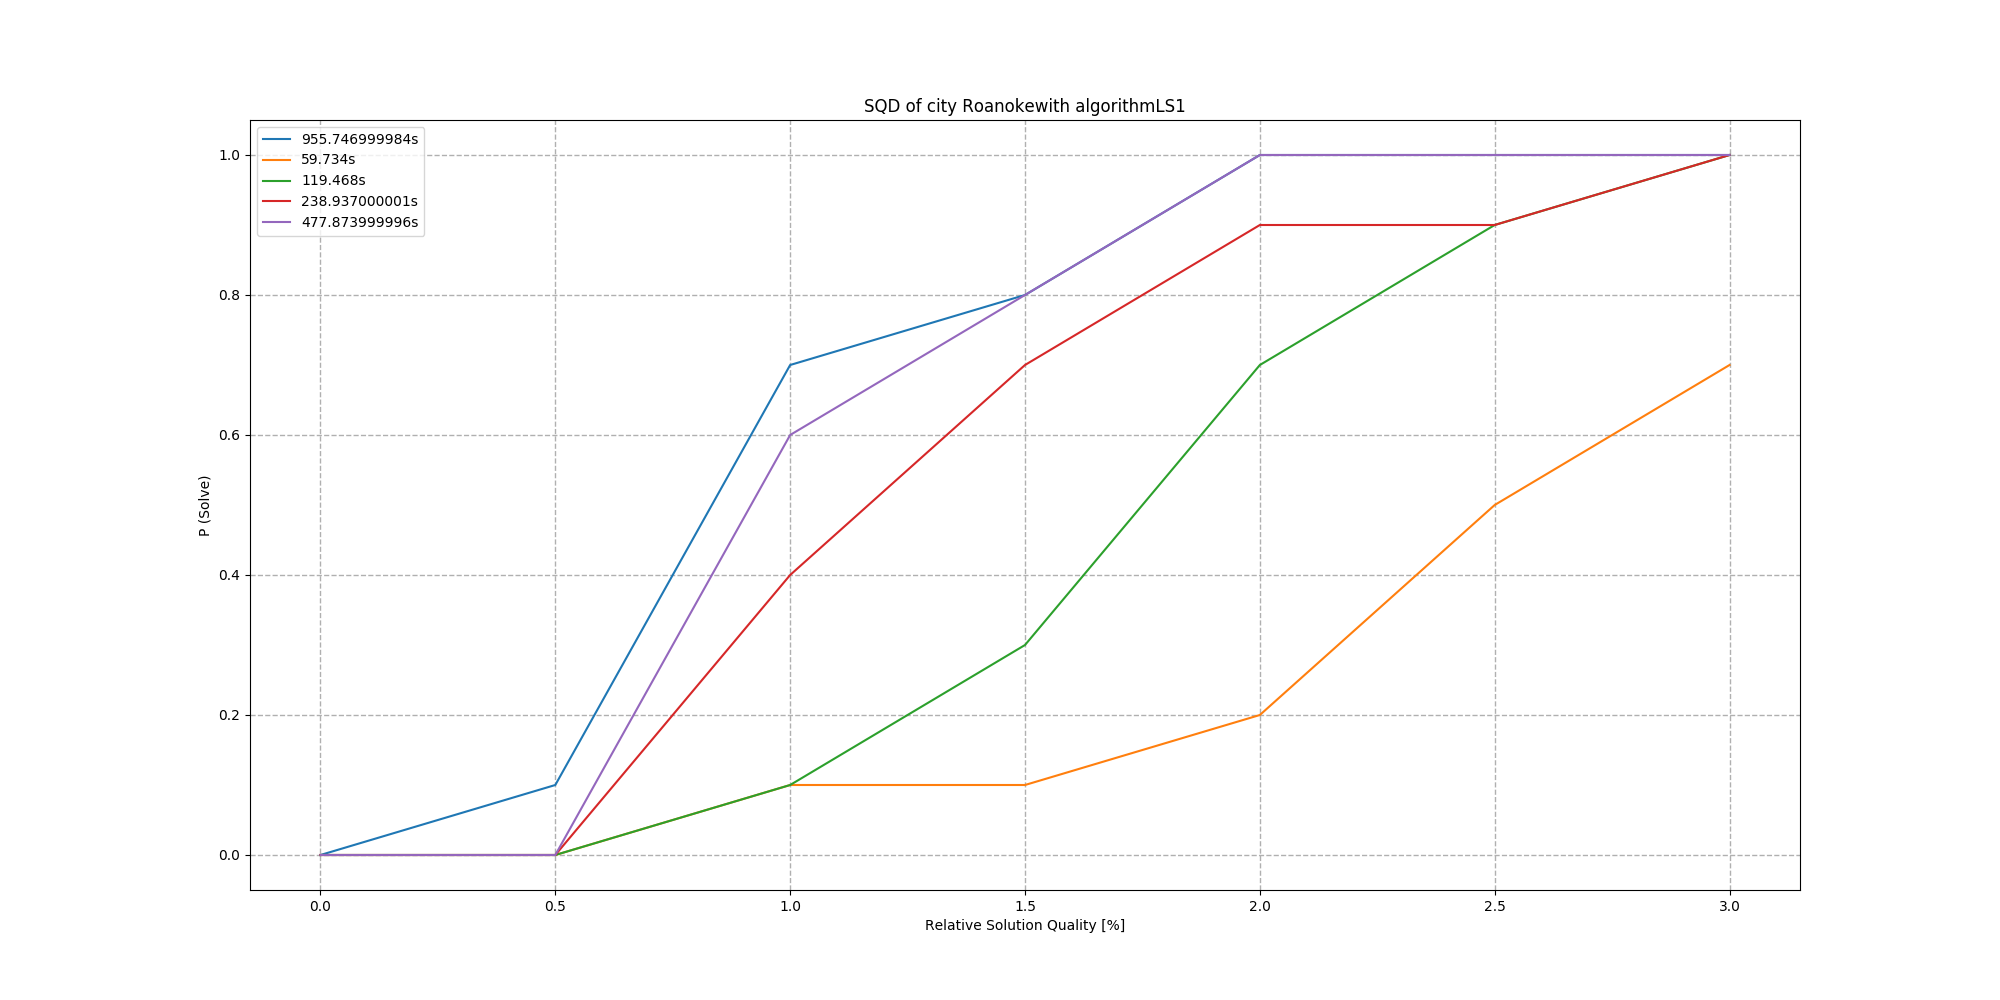 SQD of city Roanokewith algorithmLS1
955.746999984s
59.734s
119.468s
238.937000001s
477.873999996s
1.0
0.8
0.6
0.4
0.2
0.0
P (Solve)
0.0 0.5 1.0 1.5 2.0 2.5 3.0
Relative Solution Quality [%]